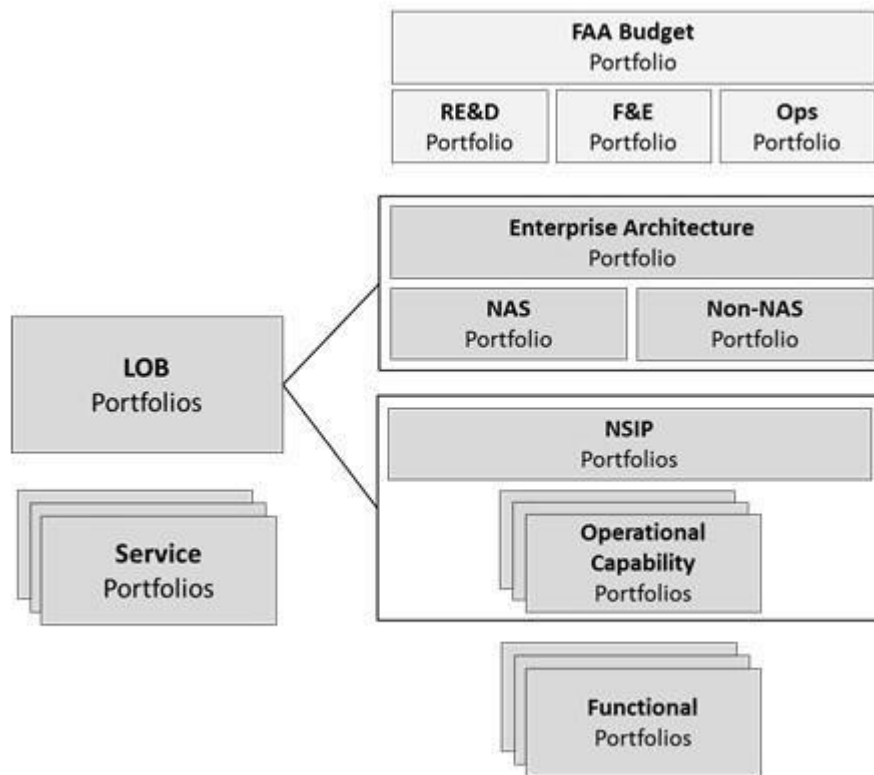 FAA Budget
Portfolio
RE&D
Portfolio
F&E
Portfolio
Ops
Portfolio
Enterprise Architecture
Portfolio
NAS
Portfolio
Non-NAS
Portfolio
LOB
Portfolios
NSIP
Portfolios
Service
Portfolios
Operational
Capability
Portfolios
Functional
Portfolios